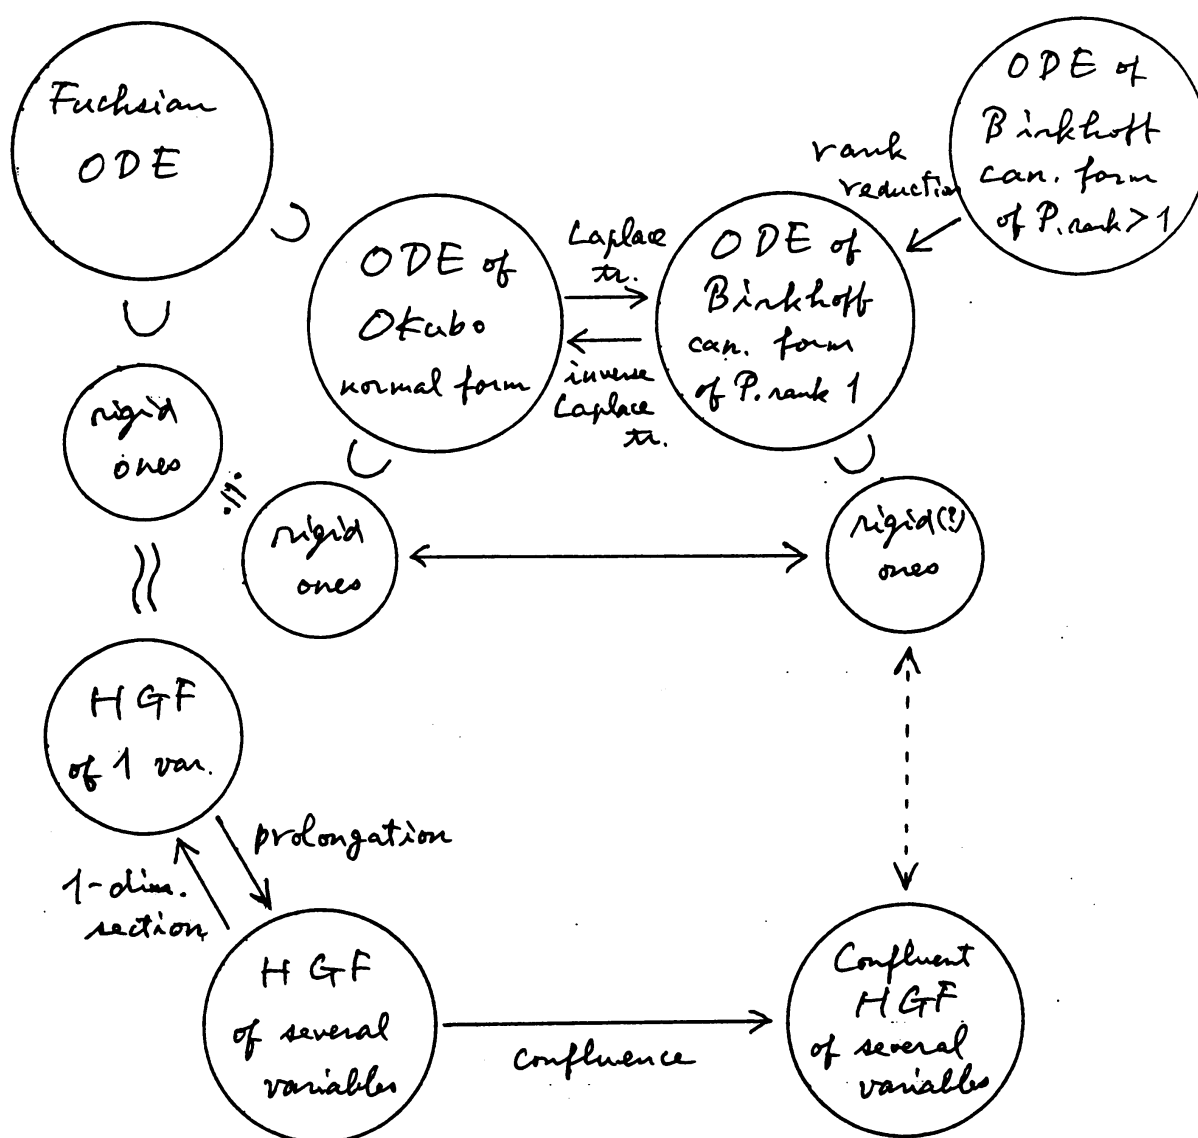 Fuchsian
ODE
ODE of
Birkhoff
can. form
of P. rank > 1
rank
reduction
ODE of
Okubo
normal form
Laplace
tr.
inverse
Laplace
tr.
ODE of
Birkhoff
can. form
of P. rank 1
rigid
ones
rigid
ones
rigid(?)
ones
HGF
of 1 var.
prolongation
1-dim.
section
HGF
of several
variables
confluence
Confluent
HGF
of several
variables